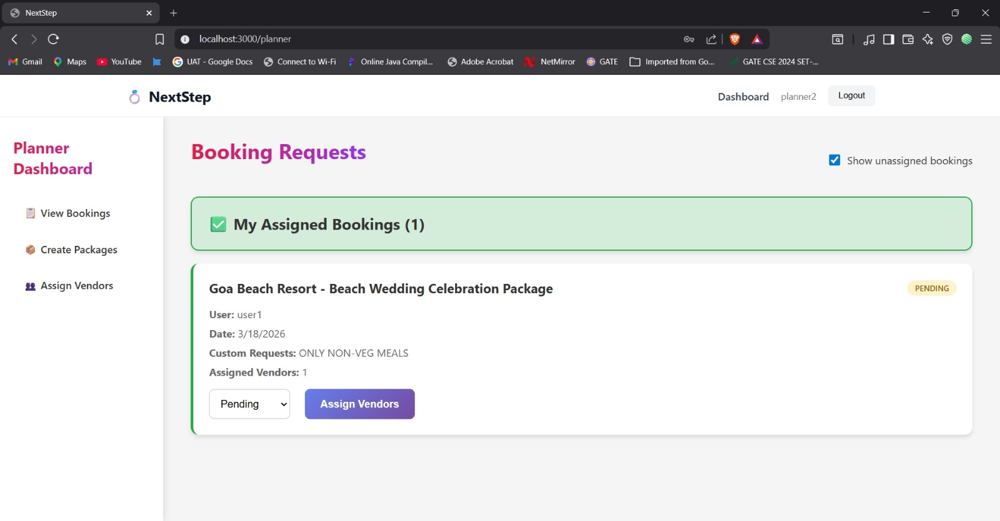 NextStep
localhost:3000/planner
Gmail
Maps
YouTube
UAT - Google Docs
Connect to Wi-Fi
Online Java Compil...
Adobe Acrobat
NetMirror
GATE
Imported from Go...
GATE CSE 2024 SET-...
NextStep
Dashboard
planner2
Logout
Planner
Dashboard
View Bookings
Create Packages
Assign Vendors
Booking Requests
Show unassigned bookings
My Assigned Bookings (1)
Goa Beach Resort - Beach Wedding Celebration Package
PENDING
User: user1
Date: 3/18/2026
Custom Requests: ONLY NON-VEG MEALS
Assigned Vendors: 1
Pending
Assign Vendors